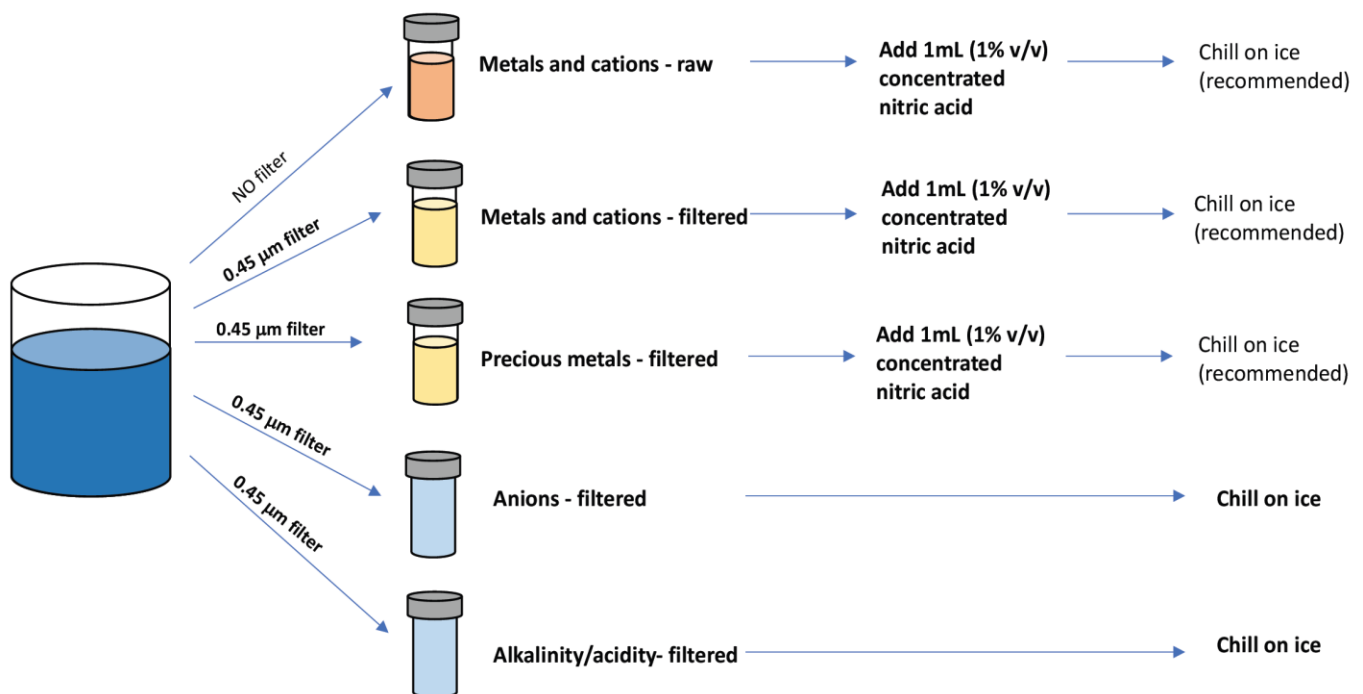 NO filter
Metals and cations - raw
Add 1mL (1% v/v)
concentrated
nitric acid
Chill on ice
(recommended)
0.45 µm filter
Metals and cations - filtered
Add 1mL (1% v/v)
concentrated
nitric acid
Chill on ice
(recommended)
0.45 µm filter
Precious metals - filtered
Add 1mL (1% v/v)
concentrated
nitric acid
Chill on ice
(recommended)
0.45 µm filter
Anions - filtered
Chill on ice
0.45 µm filter
Alkalinity/acidity- filtered
Chill on ice